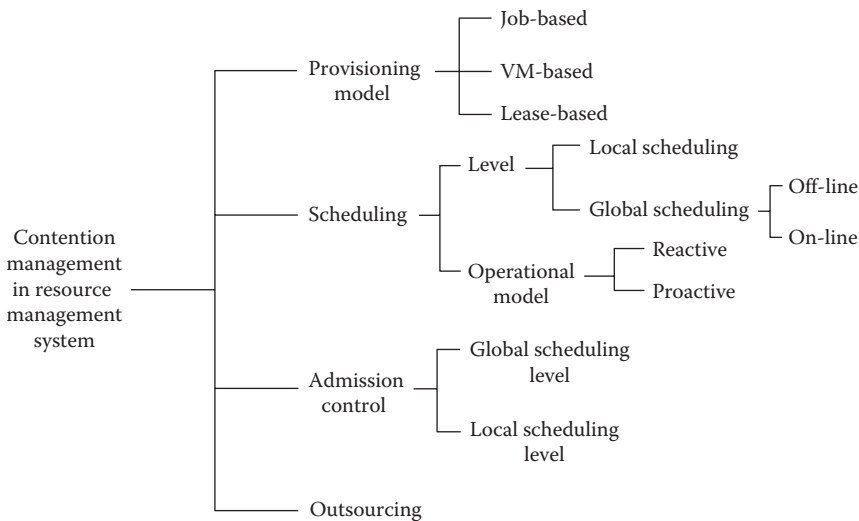 Contention
management
in resource
management
system
Provisioning
model
Job-based
VM-based
Lease-based
Scheduling
Level
Local scheduling
Global scheduling
Off-line
On-line
Operational
model
Reactive
Proactive
Admission
control
Global scheduling
level
Local scheduling
level
Outsourcing